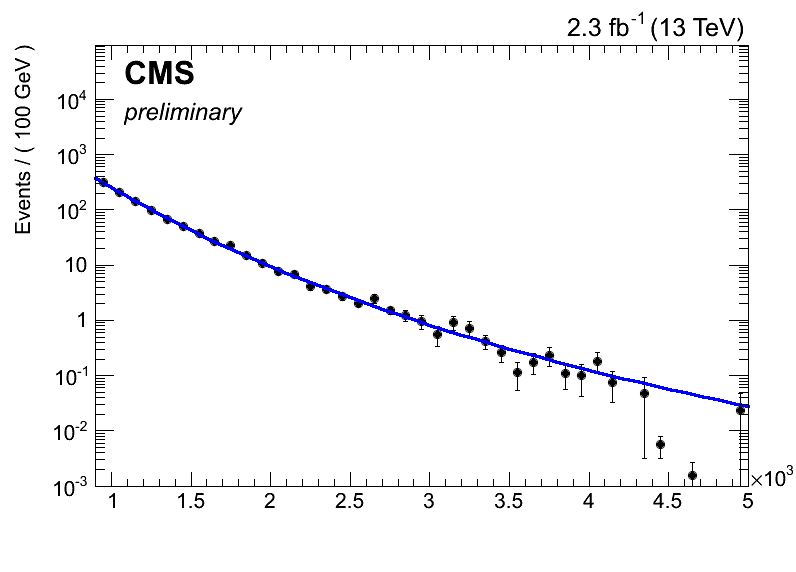 2.3 fb⁻¹ (13 TeV)
CMS
preliminary
Events / ( 100 GeV )
10⁴
10³
10²
10
1
10⁻¹
10⁻²
10⁻³
1 1.5 2 2.5 3 3.5 4 4.5 5
×10³